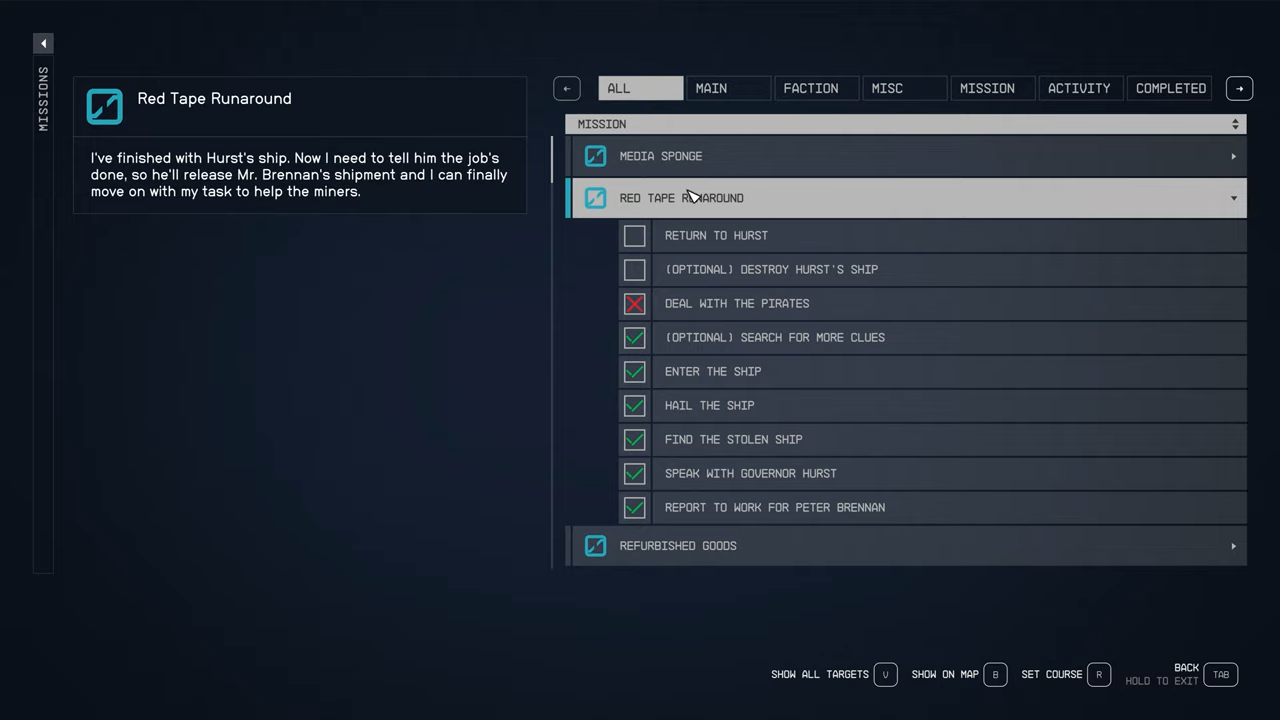 MISSIONS
Red Tape Runaround
I've finished with Hurst's ship. Now I need to tell him the job's
done, so he'll release Mr. Brennan's shipment and I can finally
move on with my task to help the miners.
ALL
MAIN
FACTION
MISC
MISSION
ACTIVITY
COMPLETED
MISSION
MEDIA SPONGE
RED TAPE RUNAROUND
RETURN TO HURST
(OPTIONAL) DESTROY HURST'S SHIP
DEAL WITH THE PIRATES
(OPTIONAL) SEARCH FOR MORE CLUES
ENTER THE SHIP
HAIL THE SHIP
FIND THE STOLEN SHIP
SPEAK WITH GOVERNOR HURST
REPORT TO WORK FOR PETER BRENNAN
REFURBISHED GOODS
SHOW ALL TARGETS V
SHOW ON MAP B
SET COURSE R
BACK
HOLD TO EXIT
TAB